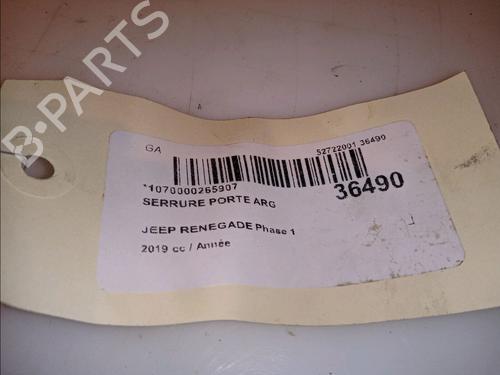 B-PARTS
GA
52722001 36490
*1070000265907
36490
SERRURE PORTE ARG
JEEP RENEGADE Phase 1
2019 cc / Année